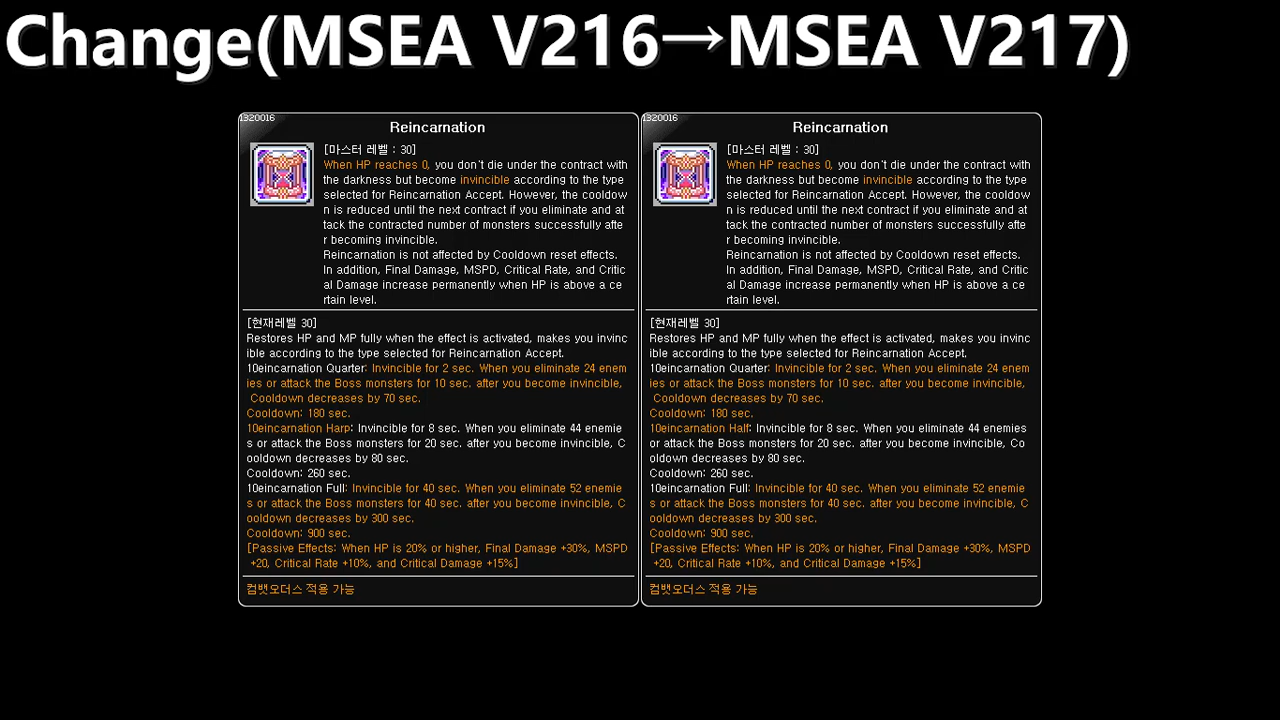 Change(MSEA V216→MSEA V217)
1320016
Reincarnation
[마스터 레벨 : 30]
When HP reaches 0, you don't die under the contract with
the darkness but become invincible according to the type
selected for Reincarnation Accept. However, the cooldow
n is reduced until the next contract if you eliminate and at
tack the contracted number of monsters successfully afte
r becoming invincible.
Reincarnation is not affected by Cooldown reset effects.
In addition, Final Damage, MSPD, Critical Rate, and Critic
al Damage increase permanently when HP is above a ce
rtain level.
[현재레벨 30]
Restores HP and MP fully when the effect is activated, makes you invinc
ible according to the type selected for Reincarnation Accept.
10eincarnation Quarter: Invincible for 2 sec. When you eliminate 24 enem
ies or attack the Boss monsters for 10 sec. after you become invincible,
Cooldown decreases by 70 sec.
Cooldown: 180 sec.
10eincarnation Harp: Invincible for 8 sec. When you eliminate 44 enemie
s or attack the Boss monsters for 20 sec. after you become invincible, C
ooldown decreases by 80 sec.
Cooldown: 260 sec.
10eincarnation Full: Invincible for 40 sec. When you eliminate 52 enemie
s or attack the Boss monsters for 40 sec. after you become invincible, C
ooldown decreases by 300 sec.
Cooldown: 900 sec.
[Passive Effects: When HP is 20% or higher, Final Damage +30%, MSPD
+20, Critical Rate +10%, and Critical Damage +15%]
컴뱃오더스 적용 가능
1320016
Reincarnation
[마스터 레벨 : 30]
When HP reaches 0, you don't die under the contract with
the darkness but become invincible according to the type
selected for Reincarnation Accept. However, the cooldow
n is reduced until the next contract if you eliminate and at
tack the contracted number of monsters successfully afte
r becoming invincible.
Reincarnation is not affected by Cooldown reset effects.
In addition, Final Damage, MSPD, Critical Rate, and Critic
al Damage increase permanently when HP is above a ce
rtain level.
[현재레벨 30]
Restores HP and MP fully when the effect is activated, makes you invinc
ible according to the type selected for Reincarnation Accept.
10eincarnation Quarter: Invincible for 2 sec. When you eliminate 24 enem
ies or attack the Boss monsters for 10 sec. after you become invincible,
Cooldown decreases by 70 sec.
Cooldown: 180 sec.
10eincarnation Half: Invincible for 8 sec. When you eliminate 44 enemies
or attack the Boss monsters for 20 sec. after you become invincible, Co
oldown decreases by 80 sec.
Cooldown: 260 sec.
10eincarnation Full: Invincible for 40 sec. When you eliminate 52 enemie
s or attack the Boss monsters for 40 sec. after you become invincible, C
ooldown decreases by 300 sec.
Cooldown: 900 sec.
[Passive Effects: When HP is 20% or higher, Final Damage +30%, MSPD
+20, Critical Rate +10%, and Critical Damage +15%]
컴뱃오더스 적용 가능